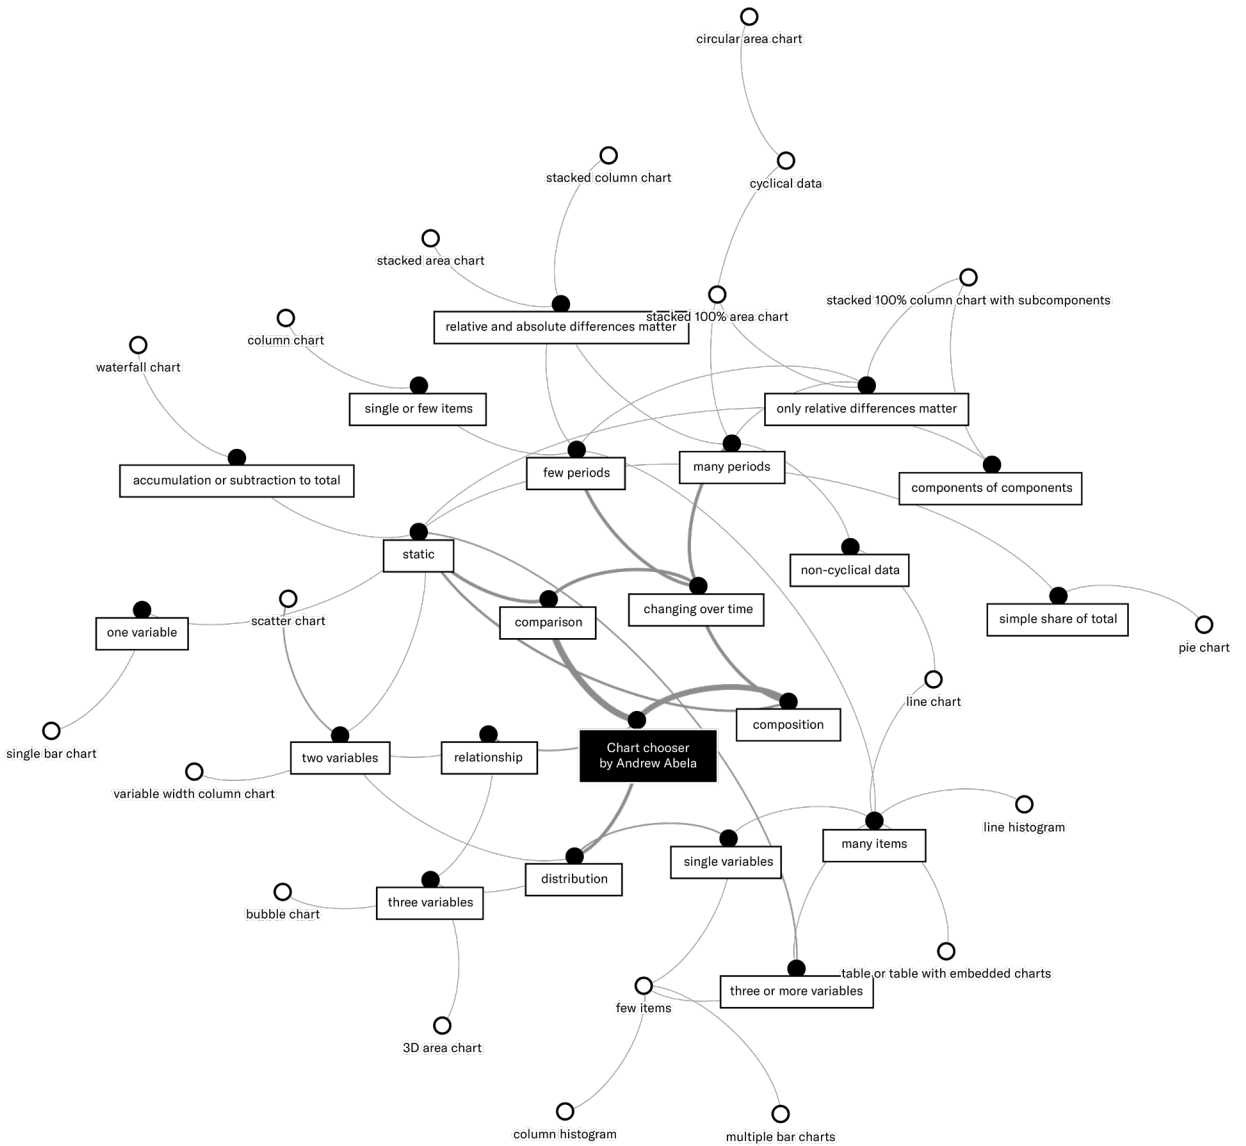 circular area chart
stacked column chart
cyclical data
stacked area chart
stacked 100% column chart with subcomponents
stacked 100% area chart
relative and absolute differences matter
column chart
waterfall chart
single or few items
only relative differences matter
few periods
many periods
accumulation or subtraction to total
components of components
static
non-cyclical data
changing over time
comparison
scatter chart
simple share of total
one variable
pie chart
line chart
composition
Chart chooser
by Andrew Abela
single bar chart
two variables
relationship
variable width column chart
line histogram
many items
single variables
distribution
three variables
bubble chart
table or table with embedded charts
three or more variables
few items
3D area chart
column histogram
multiple bar charts